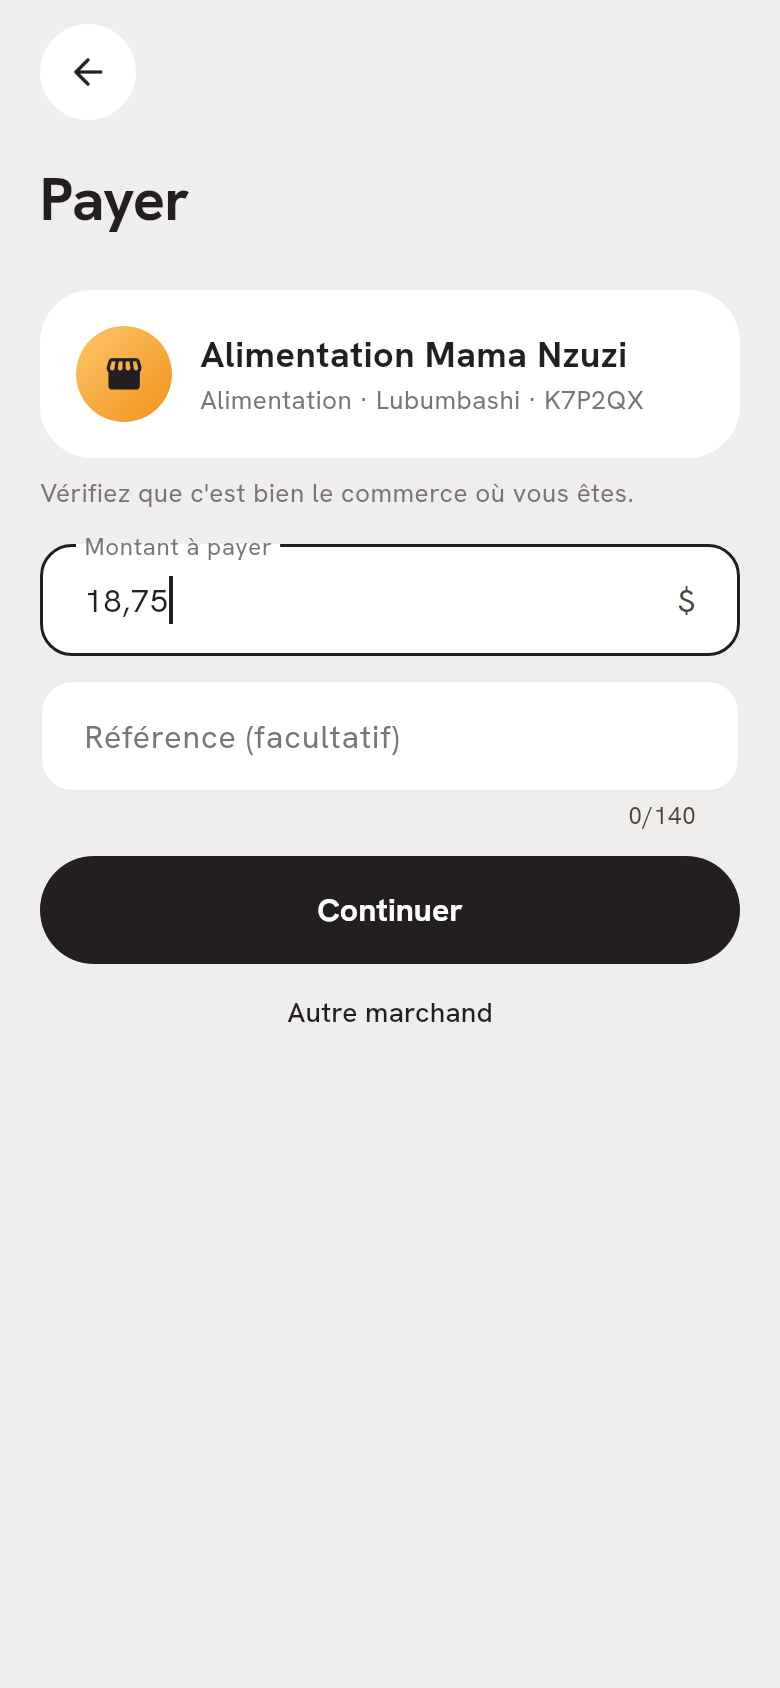 Payer
Alimentation Mama Nzuzi
Alimentation · Lubumbashi · K7P2QX
Vérifiez que c'est bien le commerce où vous êtes.
Montant à payer
18,75 $
Référence (facultatif)
0/140
Continuer
Autre marchand